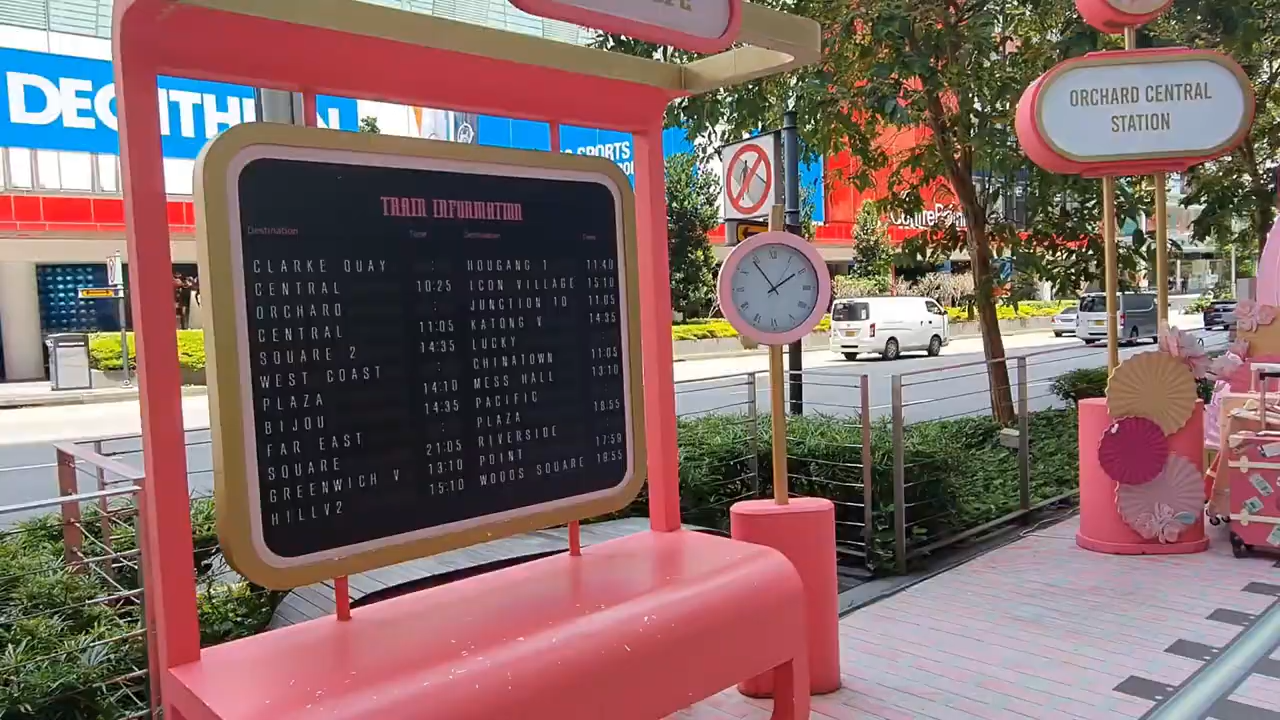 DECATHLON
SPORTS
ORCHARD CENTRAL
STATION
CentrePoint
TRAIN INFORMATION
Destination Time Destination Time
CLARKE QUAY : HOUGANG 1 11:40
CENTRAL 10:25 ICON VILLAGE 15:10
ORCHARD : JUNCTION 10 11:05
CENTRAL 11:05 KATONG V 14:35
SQUARE 2 14:35 LUCKY :
WEST COAST : CHINATOWN 11:05
PLAZA 14:10 MESS HALL 13:10
BIJOU 14:35 PACIFIC :
FAR EAST : PLAZA 18:55
SQUARE 21:05 RIVERSIDE :
GREENWICH V 13:10 POINT 17:59
HILLV2 15:10 WOODS SQUARE 19:55